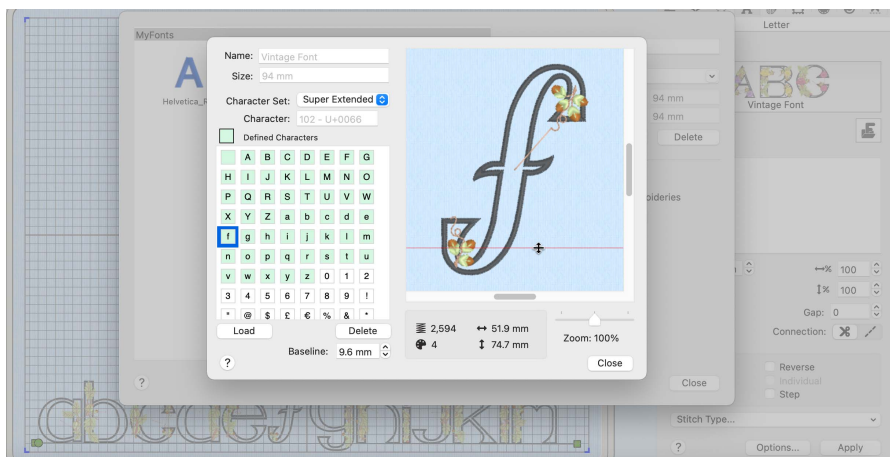 Letter
MyFonts
Helvetica_R
Name: Vintage Font
Size: 94 mm
Character Set: Super Extended
Character: 102 - U+0066
Defined Characters
A B C D E F G
H I J K L M N O
P Q R S T U V W
X Y Z a b c d e
f g h i j k l m
n o p q r s t u
v w x y z 0 1 2
3 4 5 6 7 8 9 !
" @ $ £ € % & *
Load Delete
Baseline: 9.6 mm
?
f
2,594 51.9 mm
4 74.7 mm
Zoom: 100%
Close
94 mm
94 mm
Delete
oideries
?
Close
ABC
Vintage Font
% 100
% 100
Gap: 0
Connection:
Reverse
Individual
Step
Stitch Type...
? Options... Apply
abcdefghijklm